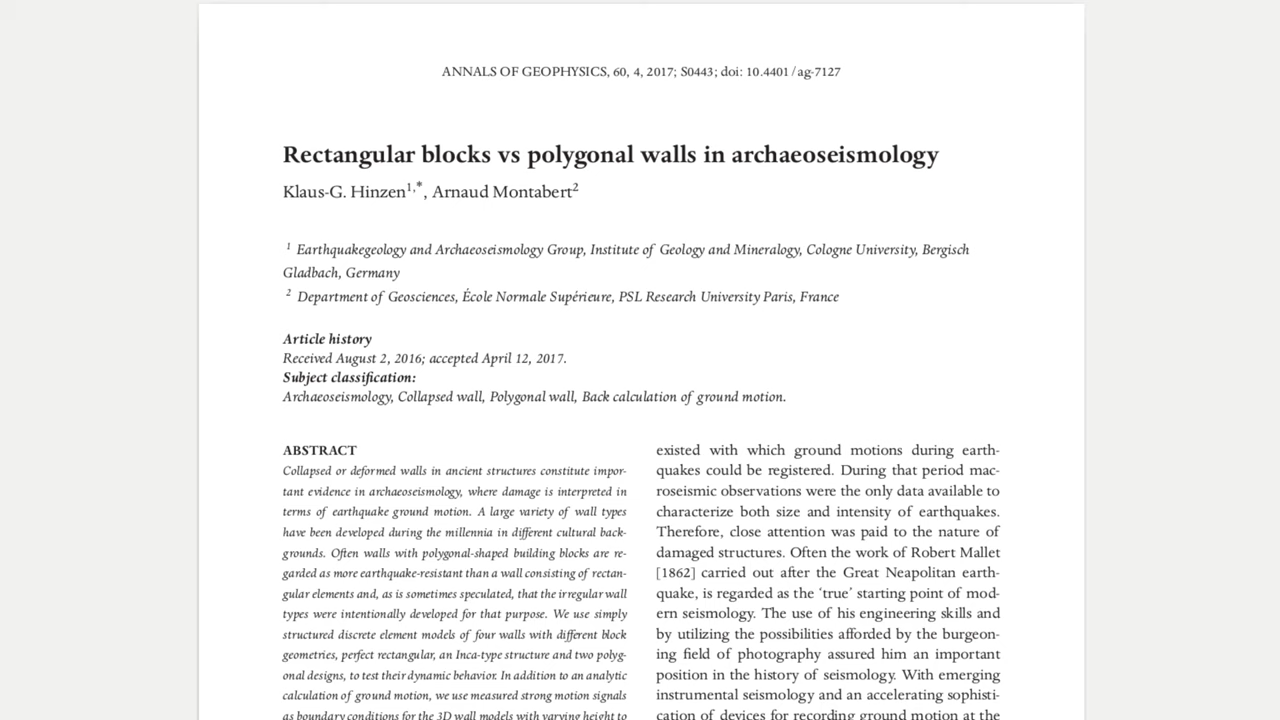 ANNALS OF GEOPHYSICS, 60, 4, 2017; S0443; doi: 10.4401 / ag-7127
Rectangular blocks vs polygonal walls in archaeoseismology
Klaus-G. Hinzen1,*, Arnaud Montabert2
1 Earthquakegeology and Archaeoseismology Group, Institute of Geology and Mineralogy, Cologne University, Bergisch
Gladbach, Germany
2 Department of Geosciences, École Normale Supérieure, PSL Research University Paris, France
Article history
Received August 2, 2016; accepted April 12, 2017.
Subject classification:
Archaeoseismology, Collapsed wall, Polygonal wall, Back calculation of ground motion.
ABSTRACT
Collapsed or deformed walls in ancient structures constitute impor-
tant evidence in archaeoseismology, where damage is interpreted in
terms of earthquake ground motion. A large variety of wall types
have been developed during the millennia in different cultural back-
grounds. Often walls with polygonal-shaped building blocks are re-
garded as more earthquake-resistant than a wall consisting of rectan-
gular elements and, as is sometimes speculated, that the irregular wall
types were intentionally developed for that purpose. We use simply
structured discrete element models of four walls with different block
geometries, perfect rectangular, an Inca-type structure and two polyg-
onal designs, to test their dynamic behavior. In addition to an analytic
calculation of ground motion, we use measured strong motion signals
as boundary conditions for the 3D wall models with varying height to
existed with which ground motions during earth-
quakes could be registered. During that period mac-
roseismic observations were the only data available to
characterize both size and intensity of earthquakes.
Therefore, close attention was paid to the nature of
damaged structures. Often the work of Robert Mallet
[1862] carried out after the Great Neapolitan earth-
quake, is regarded as the ‘true’ starting point of mod-
ern seismology. The use of his engineering skills and
by utilizing the possibilities afforded by the burgeon-
ing field of photography assured him an important
position in the history of seismology. With emerging
instrumental seismology and an accelerating sophisti-
cation of devices for recording ground motion at the